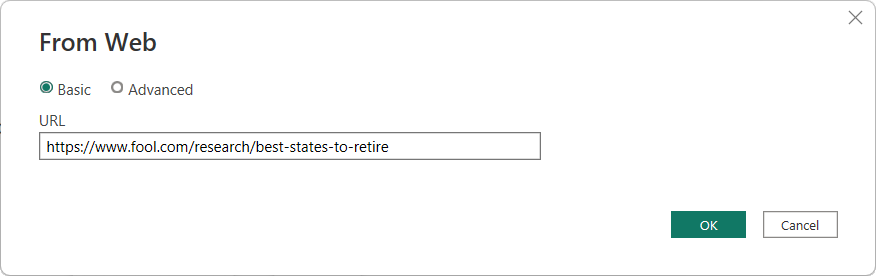 From Web
Basic Advanced
URL
https://www.fool.com/research/best-states-to-retire
OK Cancel